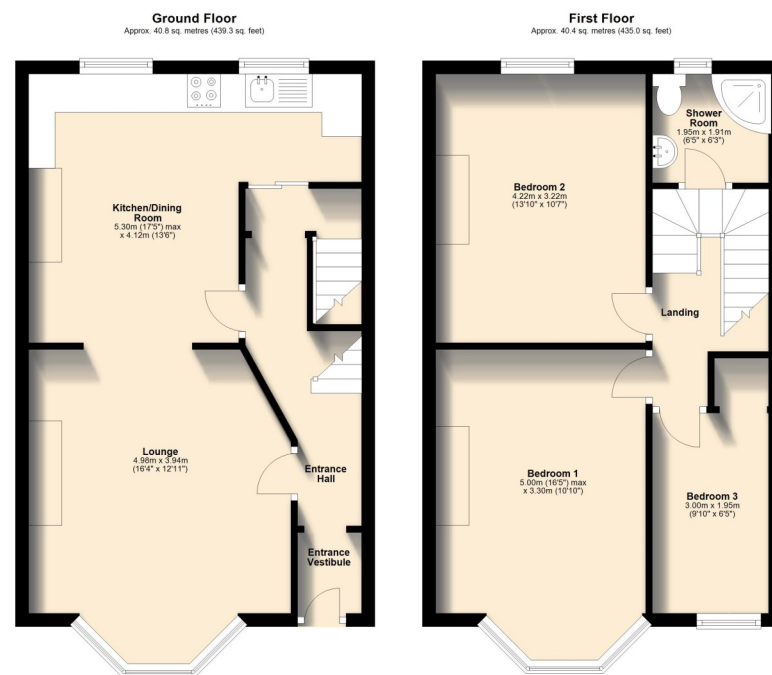 Ground Floor
Approx. 40.8 sq. metres (439.3 sq. feet)
Kitchen/Dining
Room
5.30m (17'5") max
x 4.12m (13'6")
Lounge
4.98m x 3.94m
(16'4" x 12'11")
Entrance
Hall
Entrance
Vestibule
First Floor
Approx. 40.4 sq. metres (435.0 sq. feet)
Shower
Room
1.95m x 1.91m
(6'5" x 6'3")
Bedroom 2
4.22m x 3.22m
(13'10" x 10'7")
Landing
Bedroom 1
5.00m (16'5") max
x 3.30m (10'10")
Bedroom 3
3.00m x 1.95m
(9'10" x 6'5")